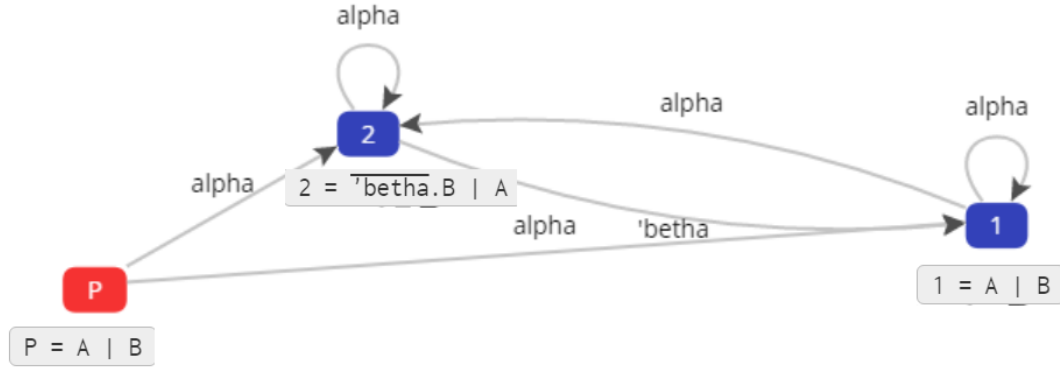 alpha
alpha
alpha
2
alpha
2 = 'betha.B | A
alpha
'betha
1
P
1 = A | B
P = A | B